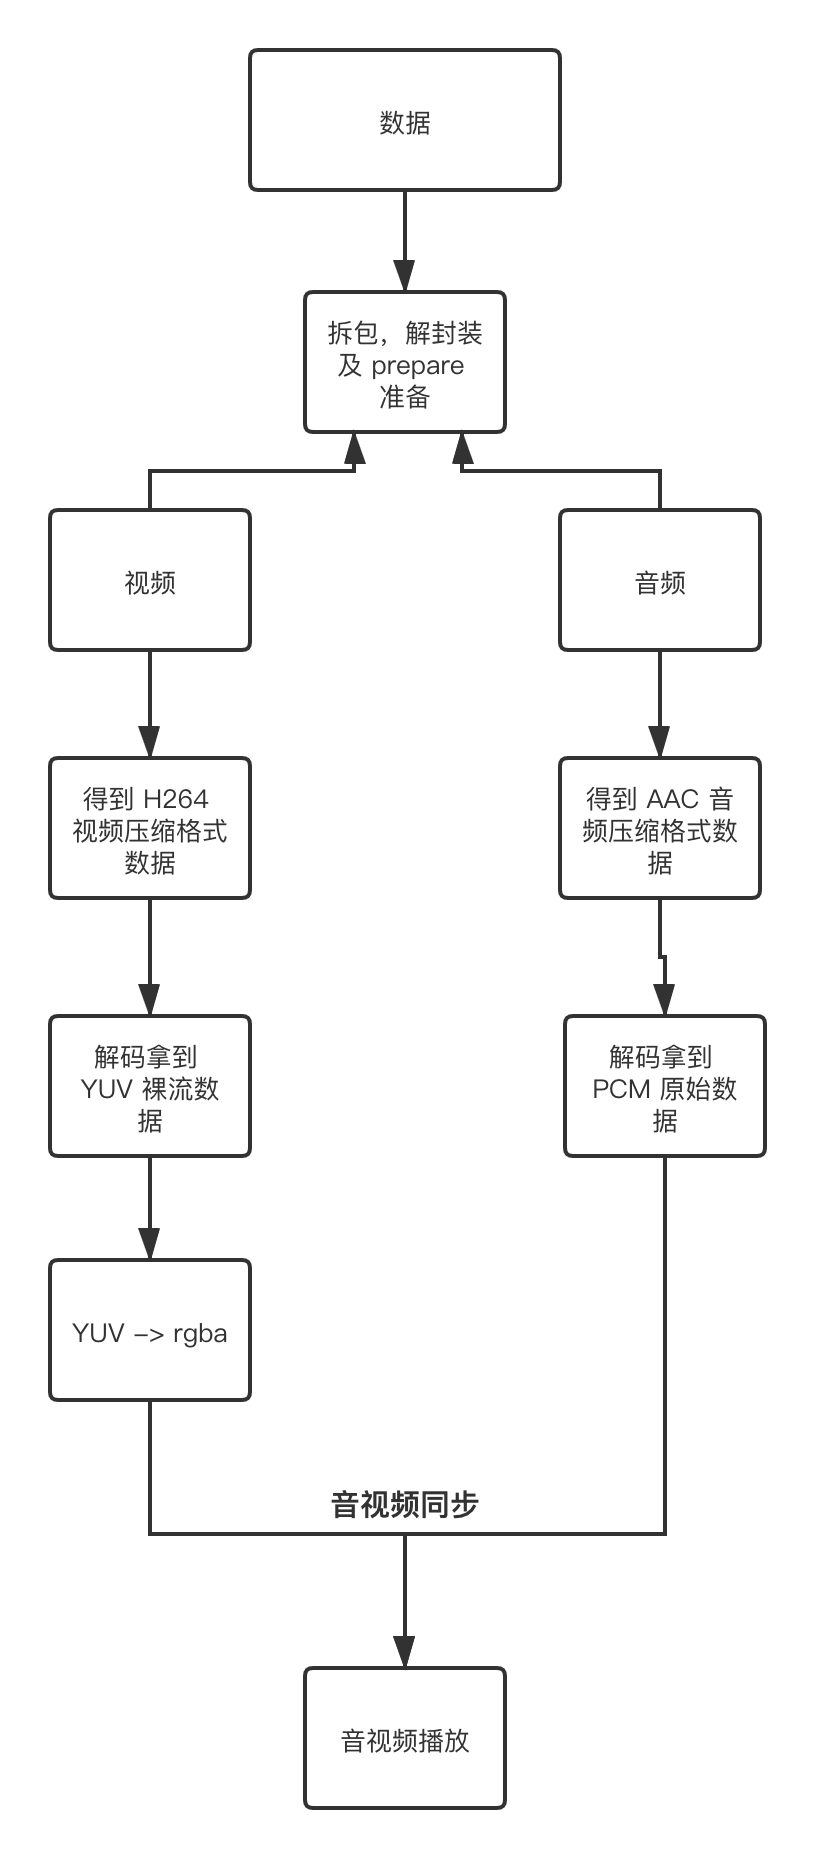 数据
拆包，解封装
及 prepare
准备
视频
音频
得到 H264
视频压缩格式
数据
得到 AAC 音
频压缩格式数
据
解码拿到
YUV 裸流数
据
解码拿到
PCM 原始数
据
YUV -> rgba
音视频同步
音视频播放